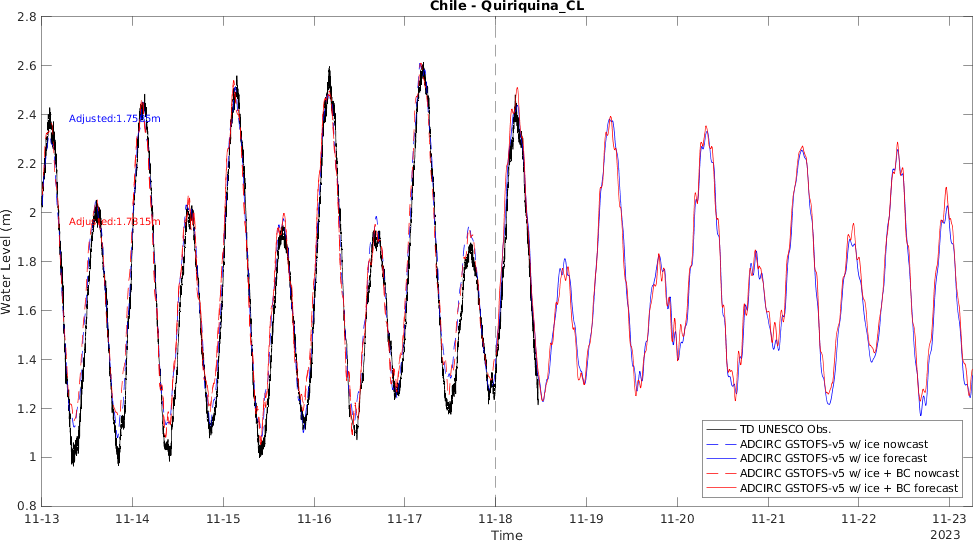 Chile - Quiriquina_CL
Water Level (m)
2.8
2.6
2.4
2.2
2
1.8
1.6
1.4
1.2
1
0.8
Adjusted:1.7315m
TD UNESCO Obs.
ADCIRC GSTOFS-v5 w/ ice nowcast
ADCIRC GSTOFS-v5 w/ ice forecast
ADCIRC GSTOFS-v5 w/ ice + BC nowcast
ADCIRC GSTOFS-v5 w/ ice + BC forecast
11-13 11-14 11-15 11-16 11-17 11-18 11-19 11-20 11-21 11-22 11-23
Time
2023